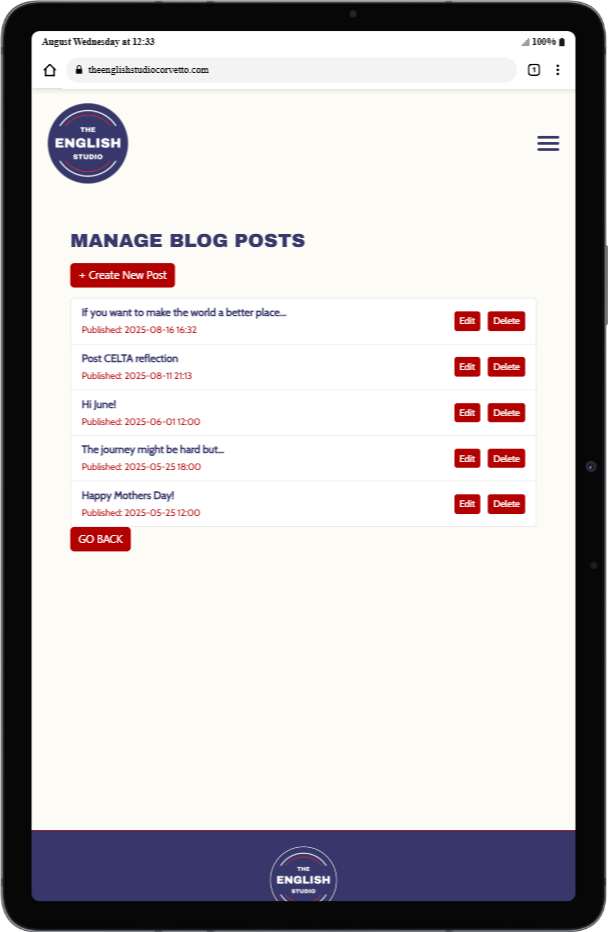 August Wednesday at 12:33
100%
theenglishstudiocorvetto.com
1
THE
ENGLISH
STUDIO
MANAGE BLOG POSTS
+ Create New Post
If you want to make the world a better place...
Published: 2025-08-16 16:32
Edit Delete
Post CELTA reflection
Published: 2025-08-11 21:13
Edit Delete
Hi June!
Published: 2025-06-01 12:00
Edit Delete
The journey might be hard but...
Published: 2025-05-25 18:00
Edit Delete
Happy Mothers Day!
Published: 2025-05-25 12:00
Edit Delete
GO BACK
THE
ENGLISH
STUDIO